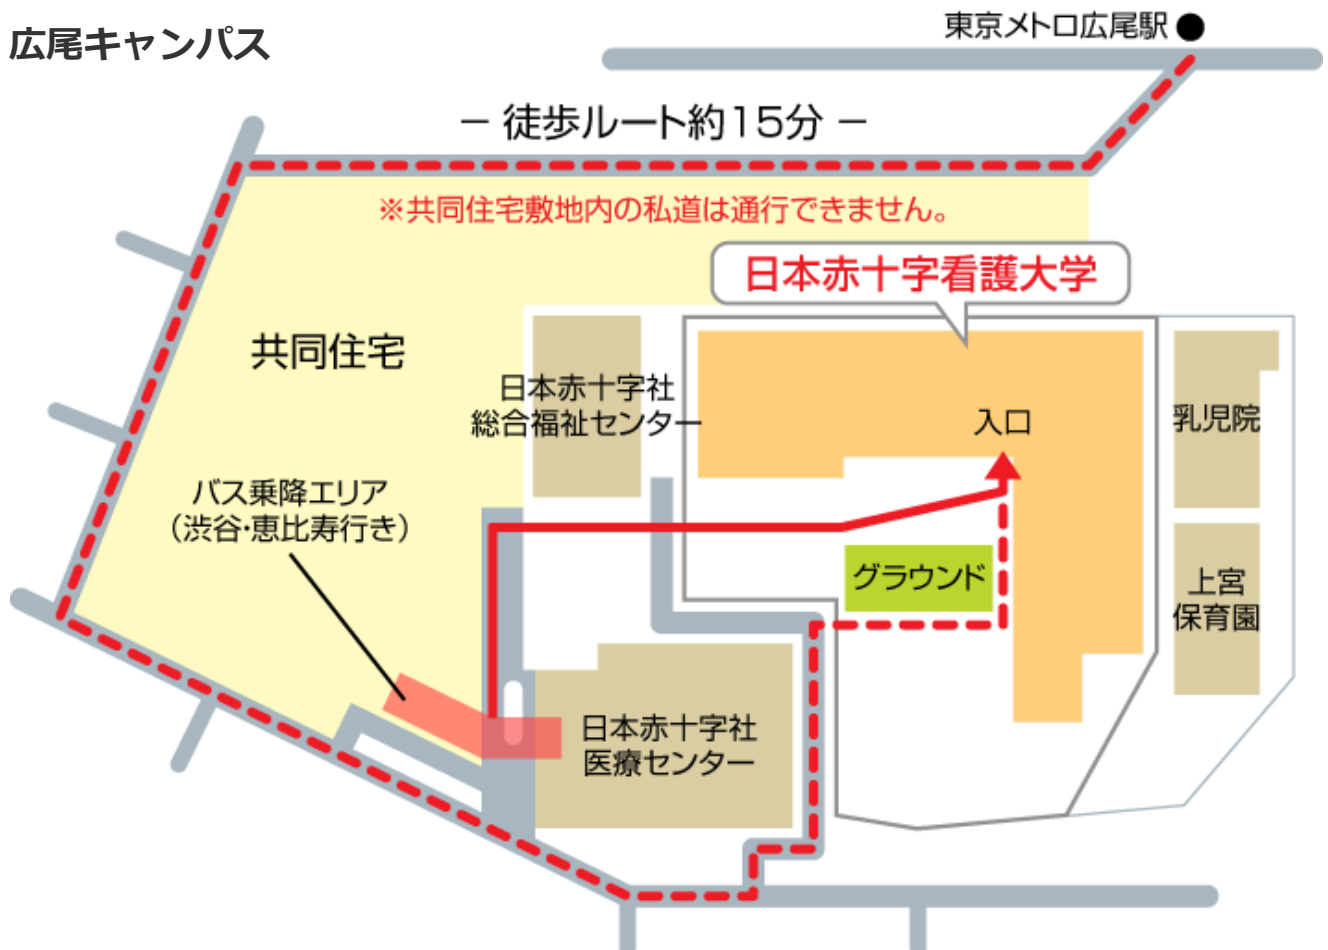 広尾キャンパス
東京メトロ広尾駅
－ 徒歩ルート約15分 －
※共同住宅敷地内の私道は通行できません。
日本赤十字看護大学
共同住宅
日本赤十字社
総合福祉センター
入口
乳児院
バス乗降エリア
（渋谷・恵比寿行き）
グラウンド
上宮
保育園
日本赤十字社
医療センター